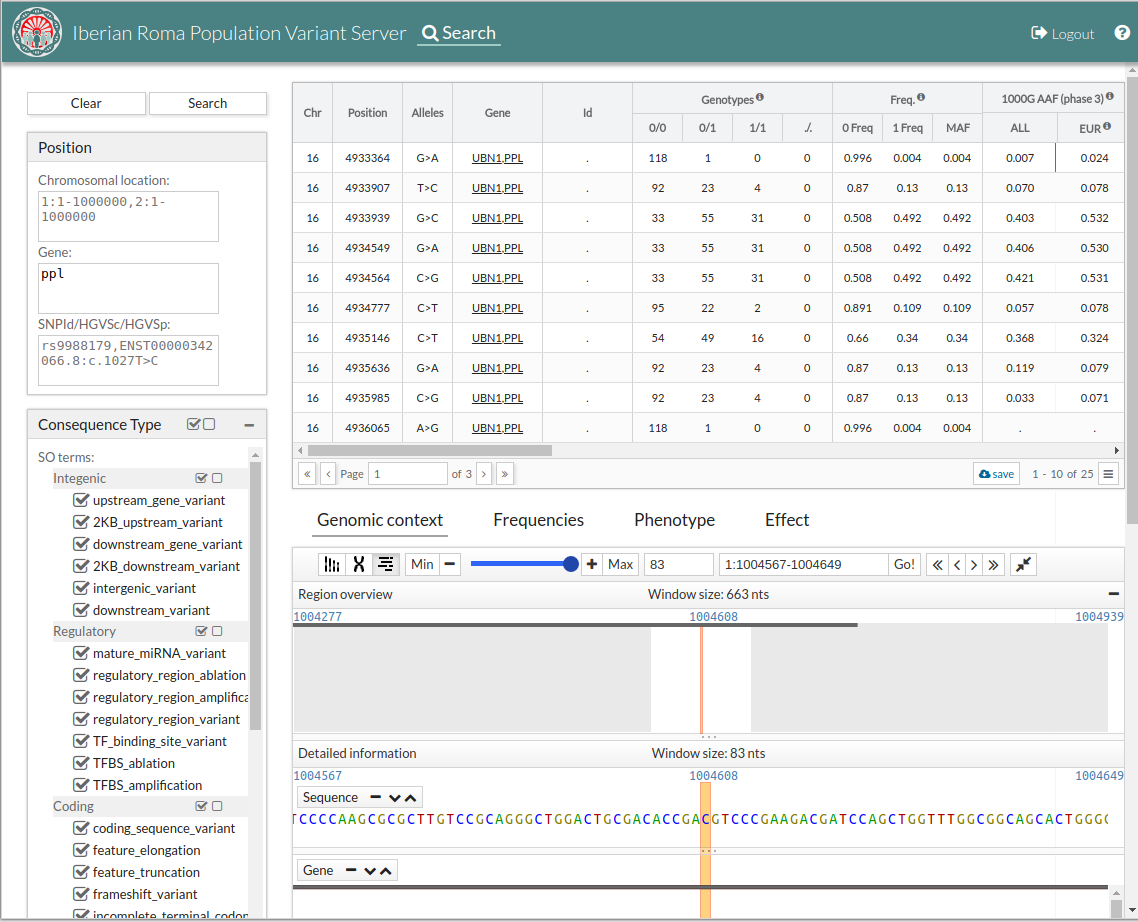 Iberian Roma Population Variant Server Search Logout ?
Clear Search
Position
Chromosomal location:
1:1-1000000,2:1-
1000000
Gene:
ppl
SNPId/HGVSc/HGVSp:
rs9988179,ENST00000342
066.8:c.1027T>C
Consequence Type
SO terms:
Integenic
upstream_gene_variant
2KB_upstream_variant
downstream_gene_variant
2KB_downstream_variant
intergenic_variant
downstream_variant
Regulatory
mature_miRNA_variant
regulatory_region_ablation
regulatory_region_amplifica
regulatory_region_variant
TF_binding_site_variant
TFBS_ablation
TFBS_amplification
Coding
coding_sequence_variant
feature_elongation
feature_truncation
frameshift_variant
incomplete_terminal_codon
Chr Position Alleles Gene Id Genotypes Freq. 1000G AAF (phase 3)
0/0 0/1 1/1 ./. 0 Freq 1 Freq MAF ALL EUR
16 4933364 G>A UBN1,PPL . 118 1 0 0 0.996 0.004 0.004 0.007 0.024
16 4933907 T>C UBN1,PPL . 92 23 4 0 0.87 0.13 0.13 0.070 0.078
16 4933939 G>C UBN1,PPL . 33 55 31 0 0.508 0.492 0.492 0.403 0.532
16 4934549 G>A UBN1,PPL . 33 55 31 0 0.508 0.492 0.492 0.406 0.530
16 4934564 C>G UBN1,PPL . 33 55 31 0 0.508 0.492 0.492 0.421 0.531
16 4934777 C>T UBN1,PPL . 95 22 2 0 0.891 0.109 0.109 0.057 0.078
16 4935146 C>T UBN1,PPL . 54 49 16 0 0.66 0.34 0.34 0.368 0.324
16 4935636 G>A UBN1,PPL . 92 23 4 0 0.87 0.13 0.13 0.119 0.079
16 4935985 C>G UBN1,PPL . 92 23 4 0 0.87 0.13 0.13 0.033 0.071
16 4936065 A>G UBN1,PPL . 118 1 0 0 0.996 0.004 0.004 . .
« ‹ Page 1 of 3 › » save 1 - 10 of 25
Genomic context Frequencies Phenotype Effect
Min Max 83 1:1004567-1004649 Go!
Region overview Window size: 663 nts
1004277 1004608 1004939
Detailed information Window size: 83 nts
1004567 1004608 1004649
Sequence
TCCCCAAGCGCGCTTGTCCGCAGGGCTGGACTGCGACACCGACGTCCCGAAGACGATCCAGCTGGTTTGGCGGCAGCACTGGGG
Gene